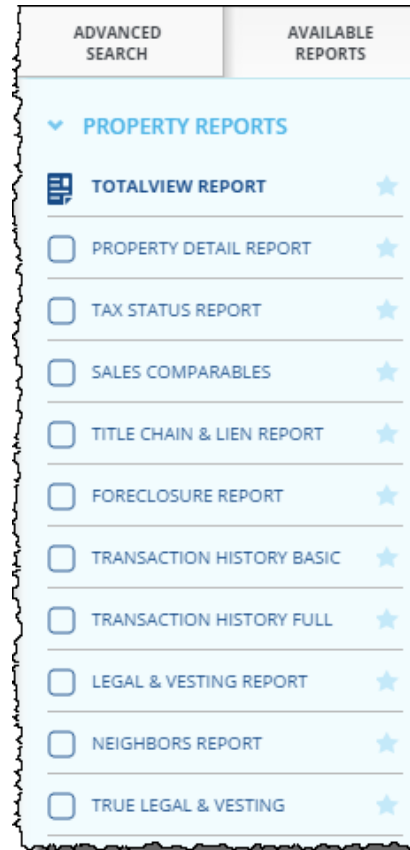 ADVANCED
SEARCH
AVAILABLE
REPORTS
PROPERTY REPORTS
TOTALVIEW REPORT
PROPERTY DETAIL REPORT
TAX STATUS REPORT
SALES COMPARABLES
TITLE CHAIN & LIEN REPORT
FORECLOSURE REPORT
TRANSACTION HISTORY BASIC
TRANSACTION HISTORY FULL
LEGAL & VESTING REPORT
NEIGHBORS REPORT
TRUE LEGAL & VESTING